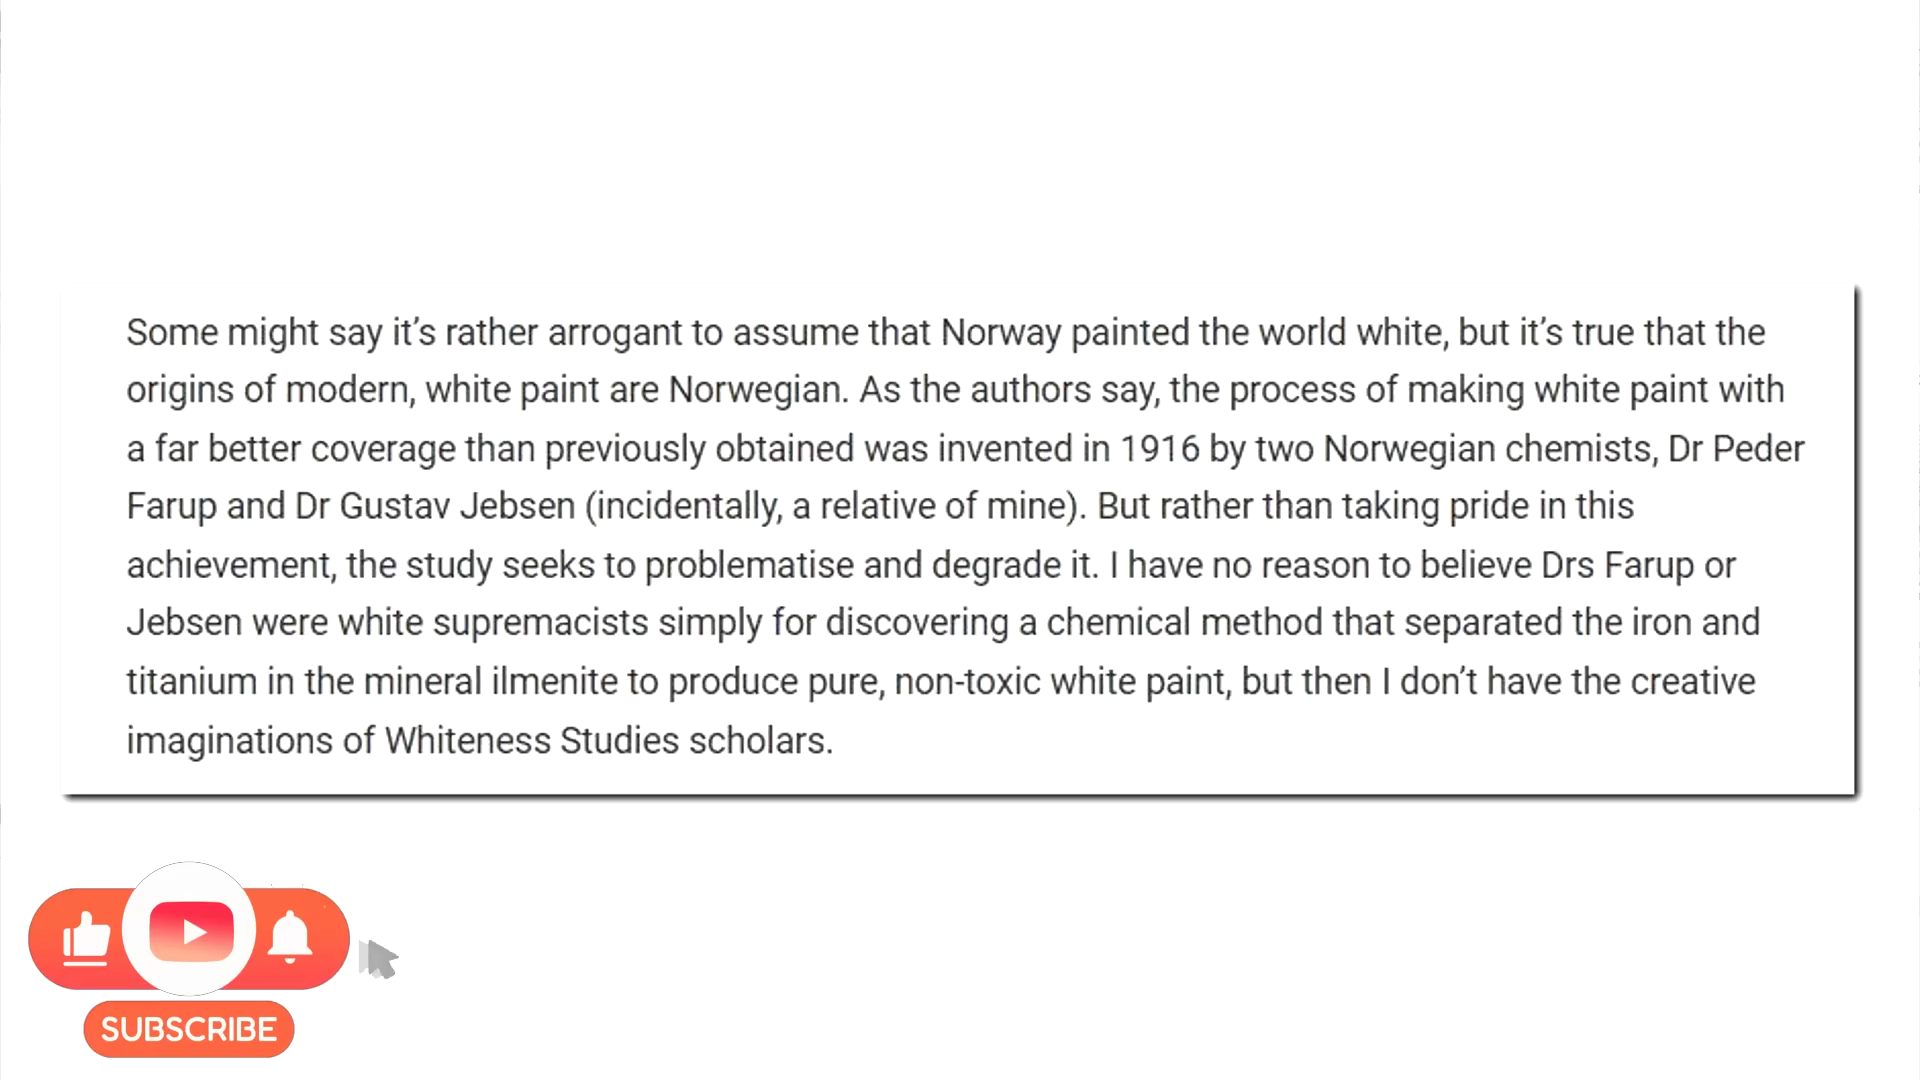 Some might say it’s rather arrogant to assume that Norway painted the world white, but it’s true that the
origins of modern, white paint are Norwegian. As the authors say, the process of making white paint with
a far better coverage than previously obtained was invented in 1916 by two Norwegian chemists, Dr Peder
Farup and Dr Gustav Jebsen (incidentally, a relative of mine). But rather than taking pride in this
achievement, the study seeks to problematise and degrade it. I have no reason to believe Drs Farup or
Jebsen were white supremacists simply for discovering a chemical method that separated the iron and
titanium in the mineral ilmenite to produce pure, non-toxic white paint, but then I don’t have the creative
imaginations of Whiteness Studies scholars.
SUBSCRIBE